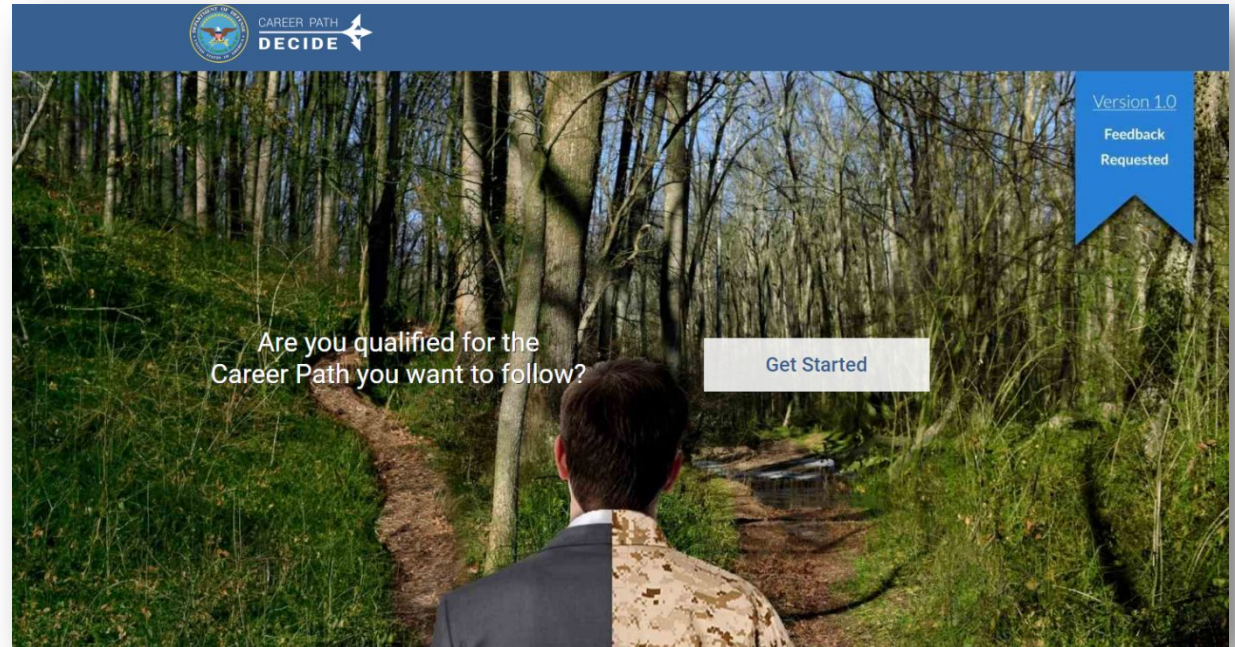 CAREER PATH
DECIDE
Version 1.0
Feedback
Requested
Are you qualified for the
Career Path you want to follow?
Get Started